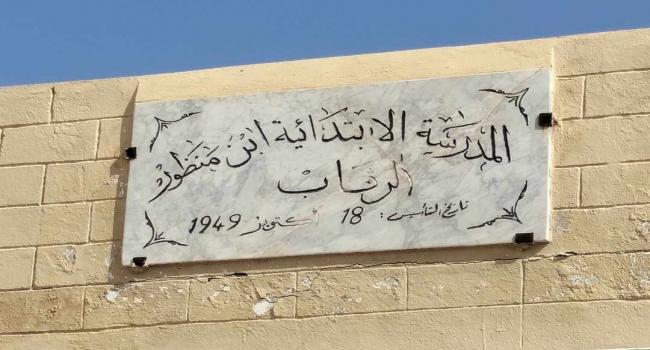 المدرسة الابتدائية ابن منظور
الرباب
تاريخ التأسيس: 18 أكتوبر 1949